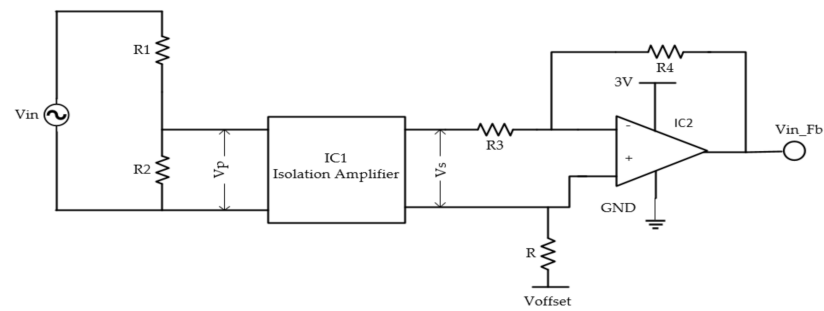 R1
R4
3V
Vin
IC2
Vin_Fb
IC1
Isolation Amplifier
R2
Vp
Vs
R3
-
+
GND
R
Voffset